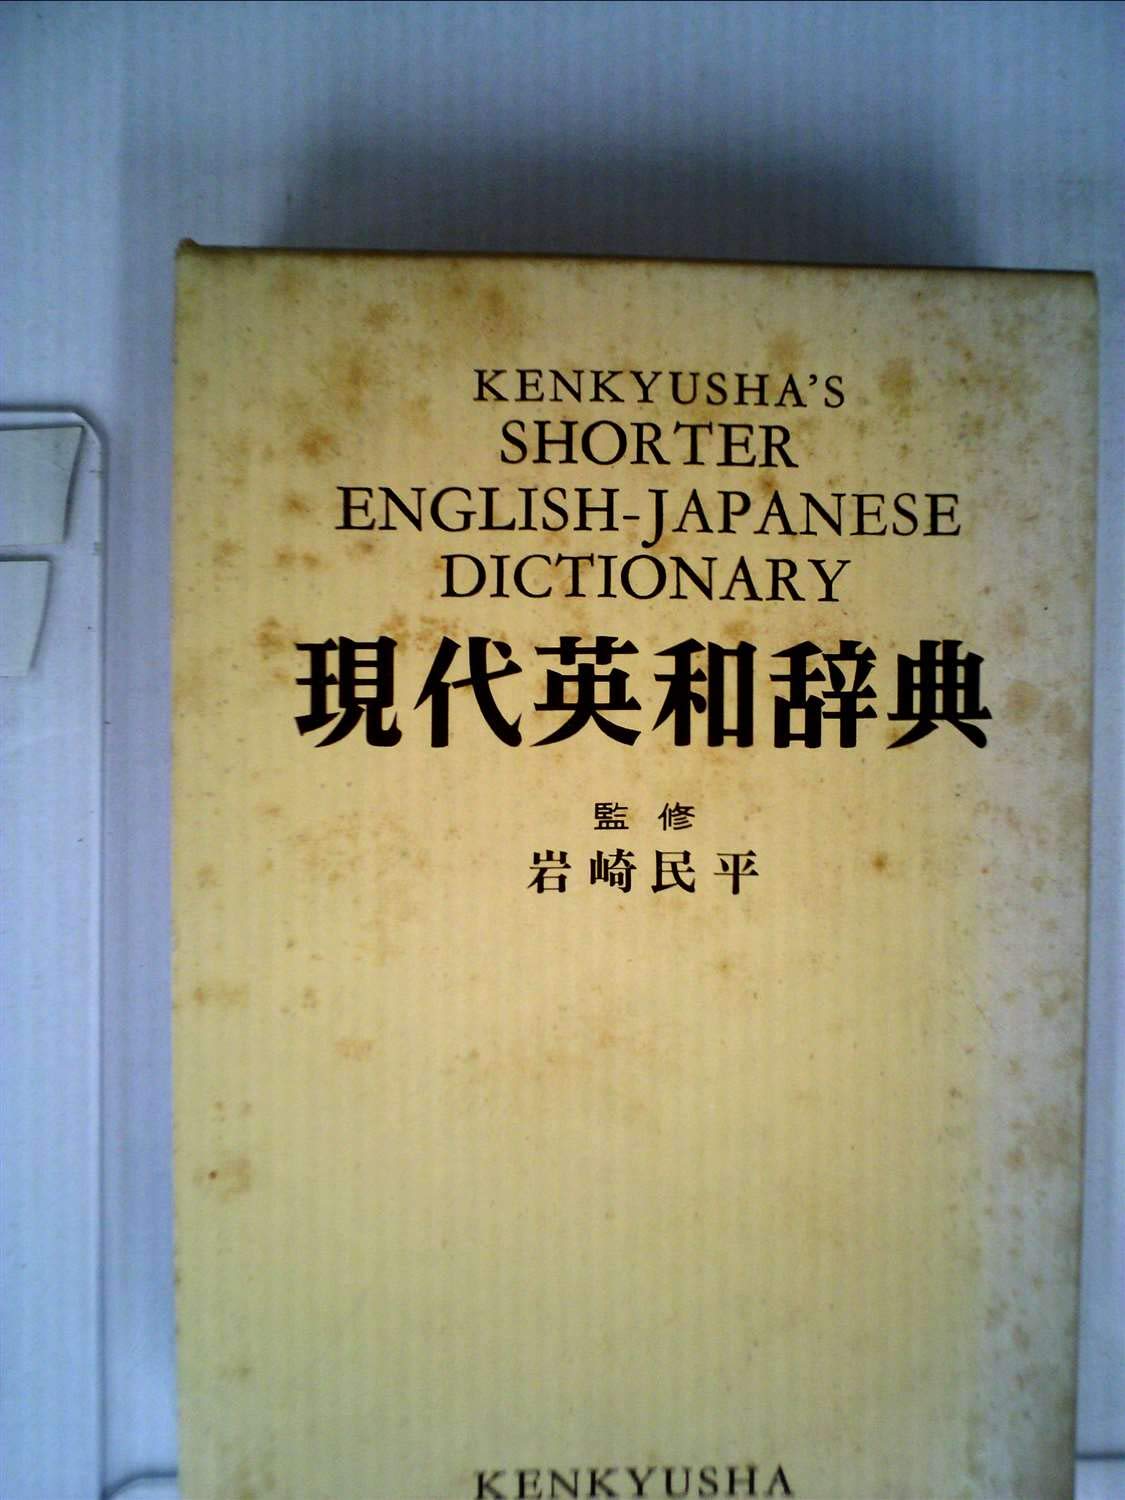 KENKYUSHA'S
SHORTER
ENGLISH-JAPANESE
DICTIONARY
現代英和辞典
監修
岩崎民平
KENKYUSHA